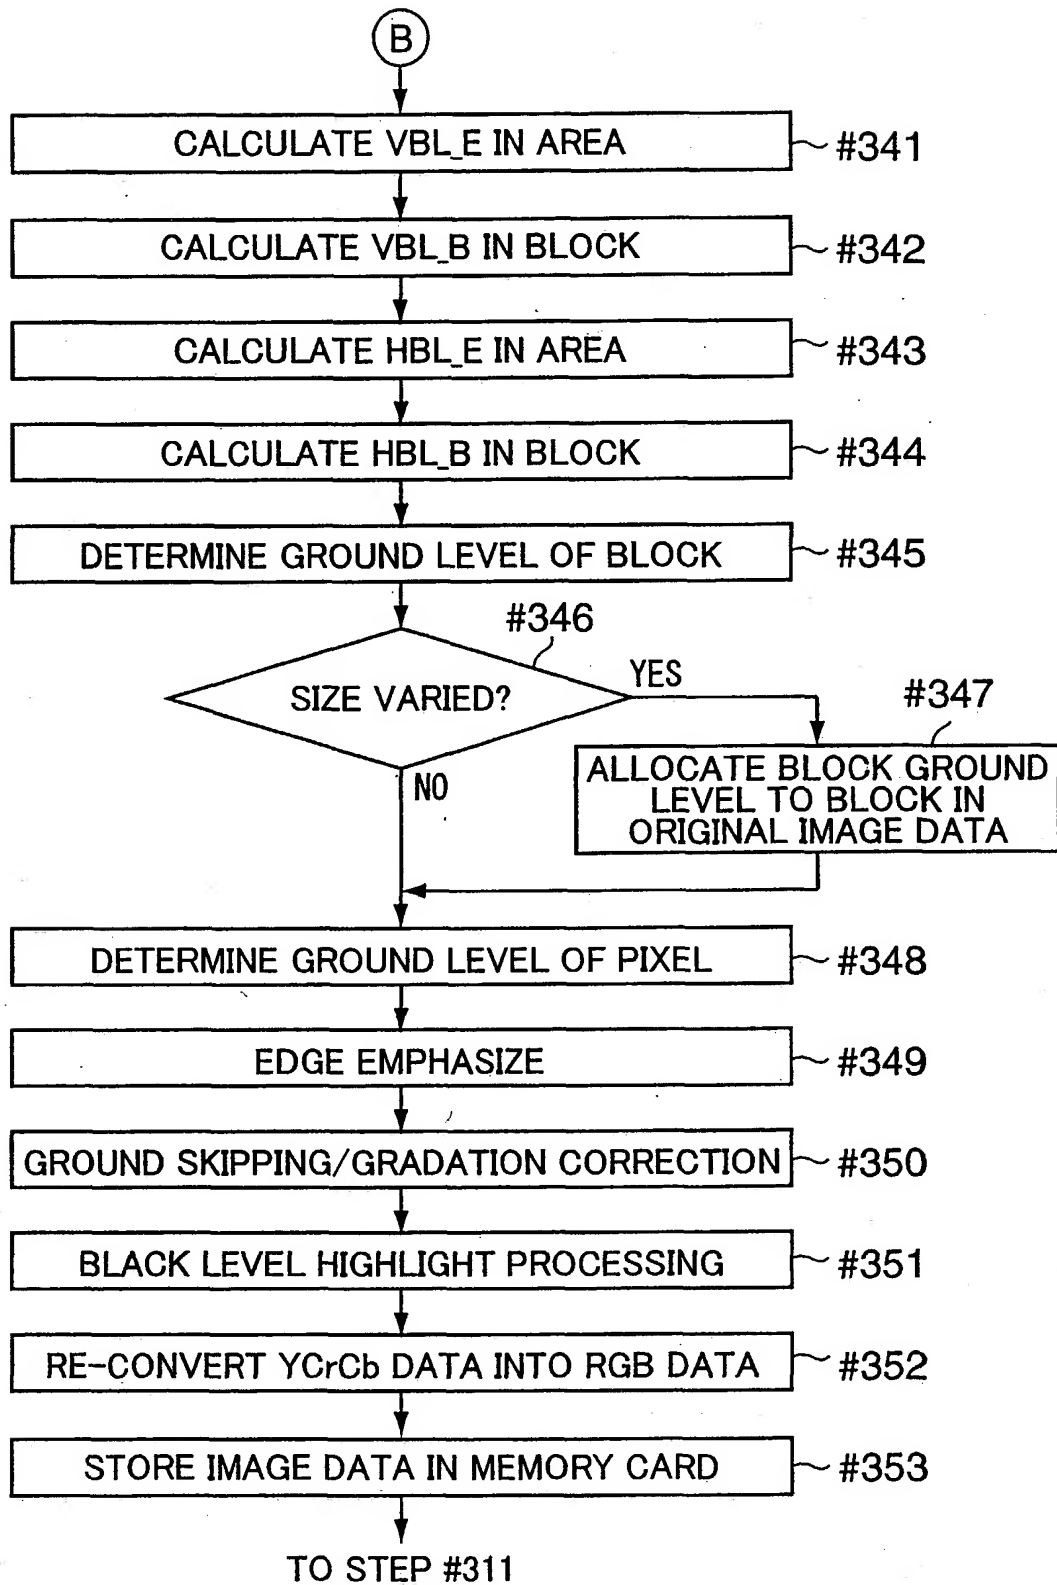 B
CALCULATE VBL_E IN AREA
#341
CALCULATE VBL_B IN BLOCK
#342
CALCULATE HBL_E IN AREA
#343
CALCULATE HBL_B IN BLOCK
#344
DETERMINE GROUND LEVEL OF BLOCK
#345
#346
SIZE VARIED?
YES
#347
ALLOCATE BLOCK GROUND
LEVEL TO BLOCK IN
ORIGINAL IMAGE DATA
NO
DETERMINE GROUND LEVEL OF PIXEL
#348
EDGE EMPHASIZE
#349
GROUND SKIPPING/GRADATION CORRECTION
#350
BLACK LEVEL HIGHLIGHT PROCESSING
#351
RE-CONVERT YCrCb DATA INTO RGB DATA
#352
STORE IMAGE DATA IN MEMORY CARD
#353
TO STEP #311